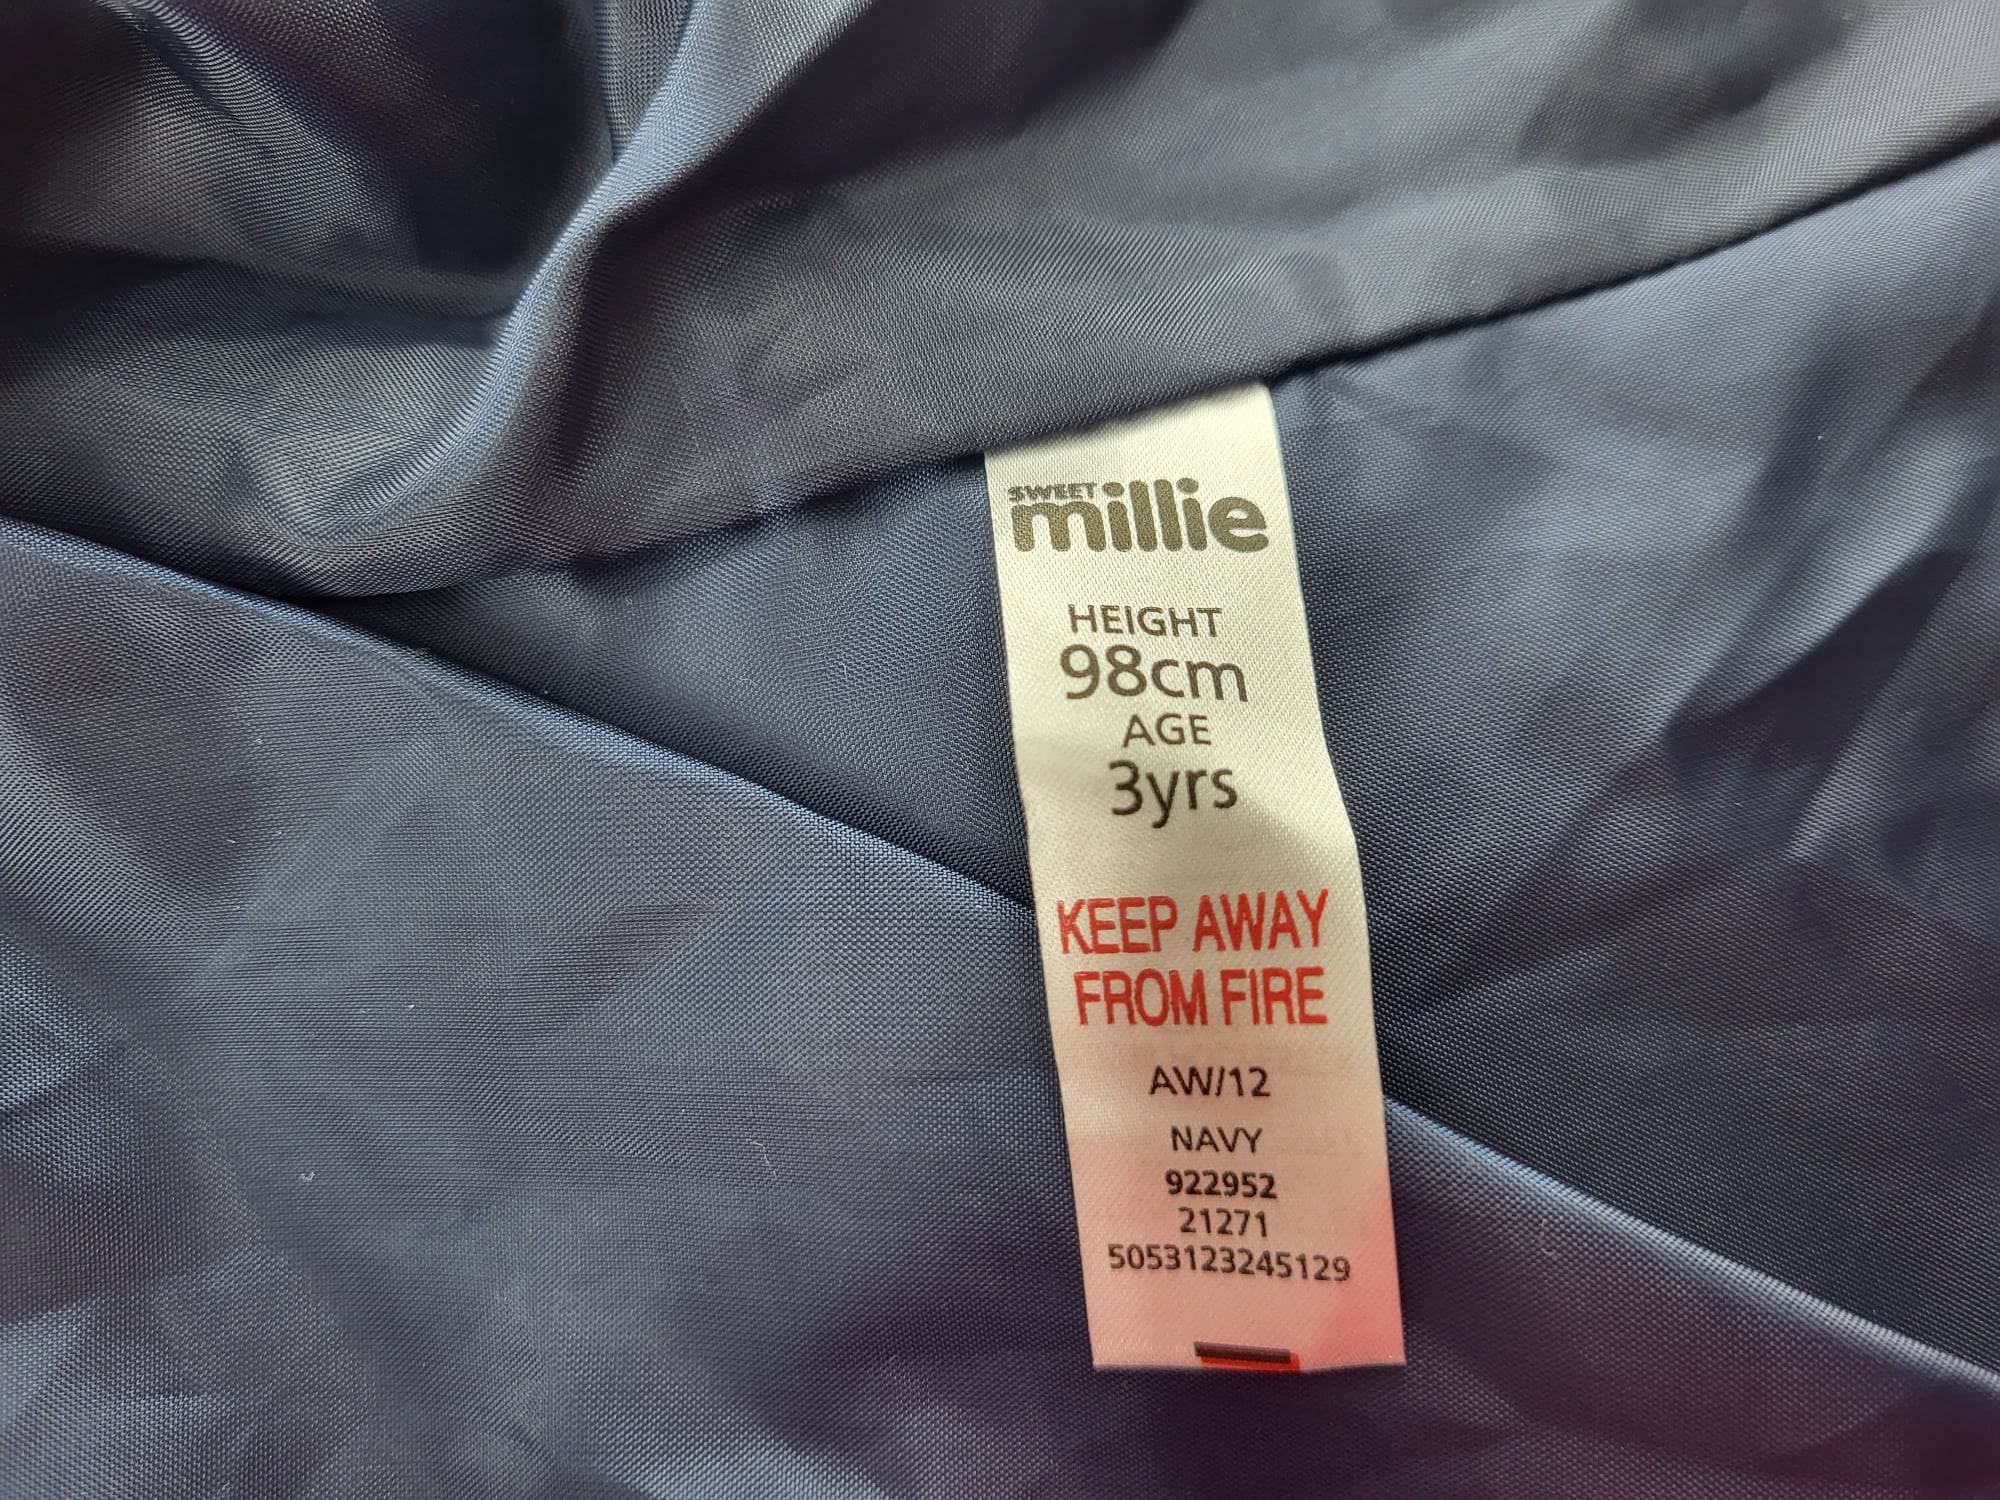 SWEET
millie
HEIGHT
98cm
AGE
3yrs
KEEP AWAY
FROM FIRE
AW/12
NAVY
922952
21271
5053123245129